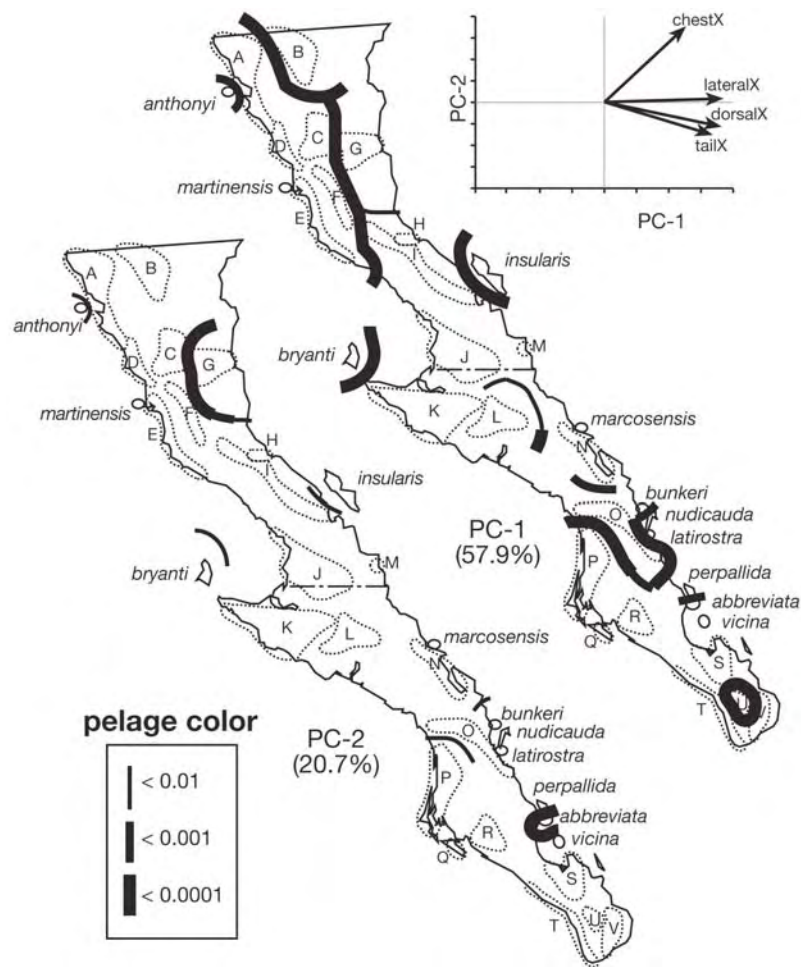 chestX
lateralX
dorsalX
tailX
PC-2
PC-1
A
B
anthonyi
C
G
D
martinensis
F
E
H
I
insularis
bryanti
J
M
K
L
marcosensis
N
bunkeri
nudicauda
latirostra
O
PC-1
(57.9%)
P
perpallida
abbreviata
vicina
R
Q
S
T
U
V
A
B
anthonyi
C
G
D
martinensis
F
E
H
I
insularis
bryanti
J
M
K
L
marcosensis
N
bunkeri
nudicauda
latirostra
O
PC-2
(20.7%)
P
perpallida
abbreviata
vicina
R
Q
S
T
U
V
pelage color
< 0.01
< 0.001
< 0.0001